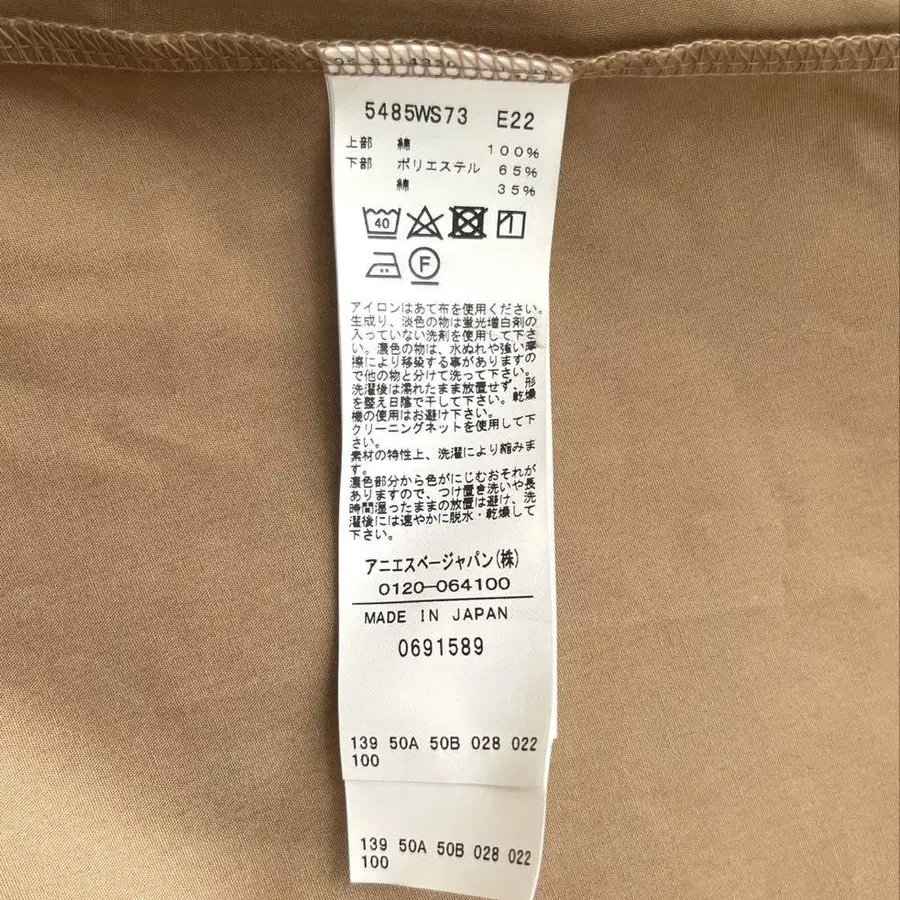 5485WS73 E22
上部 綿 100%
下部 ポリエステル 65%
綿 35%
40
F
アイロンはあて布を使用ください。
生成り、淡色の物は蛍光増白剤の
入っていない洗剤を使用して下さ
い。濃色の物は、水ぬれや強い摩
擦により移染する事がありますの
で他の物と分けて洗って下さい。
洗濯後は濡れたまま放置せず、形
を整え日陰で干して下さい。乾燥
機の使用はお避け下さい。
クリーニングネットを使用して下
さい。
素材の特性上、洗濯により縮みま
す。
濃色部分から色がにじむおそれが
ありますので、つけ置き洗いや長
時間湿ったままの放置は避け、洗
濯後には速やかに脱水・乾燥して
下さい。
アニエスベージャパン(株)
0120-064100
MADE IN JAPAN
0691589
139 50A 50B 028 022
100
139 50A 50B 028 022
100